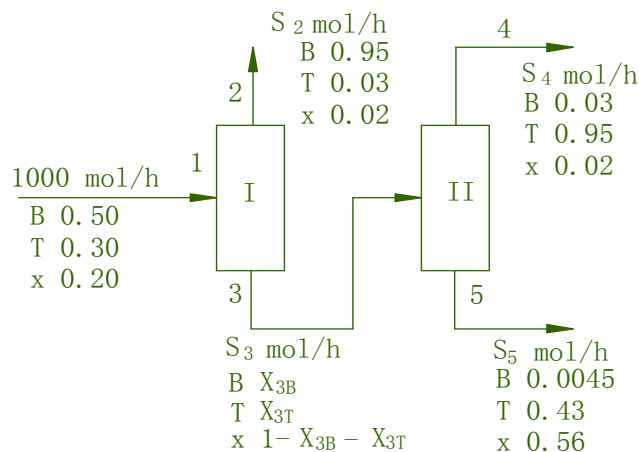 S2 mol/h
B 0.95
T 0.03
x 0.02
2
4
S4 mol/h
B 0.03
T 0.95
x 0.02
1
1000 mol/h
B 0.50
T 0.30
x 0.20
I
II
3
S3 mol/h
B X3B
T X3T
x 1- X3B - X3T
5
S5 mol/h
B 0.0045
T 0.43
x 0.56